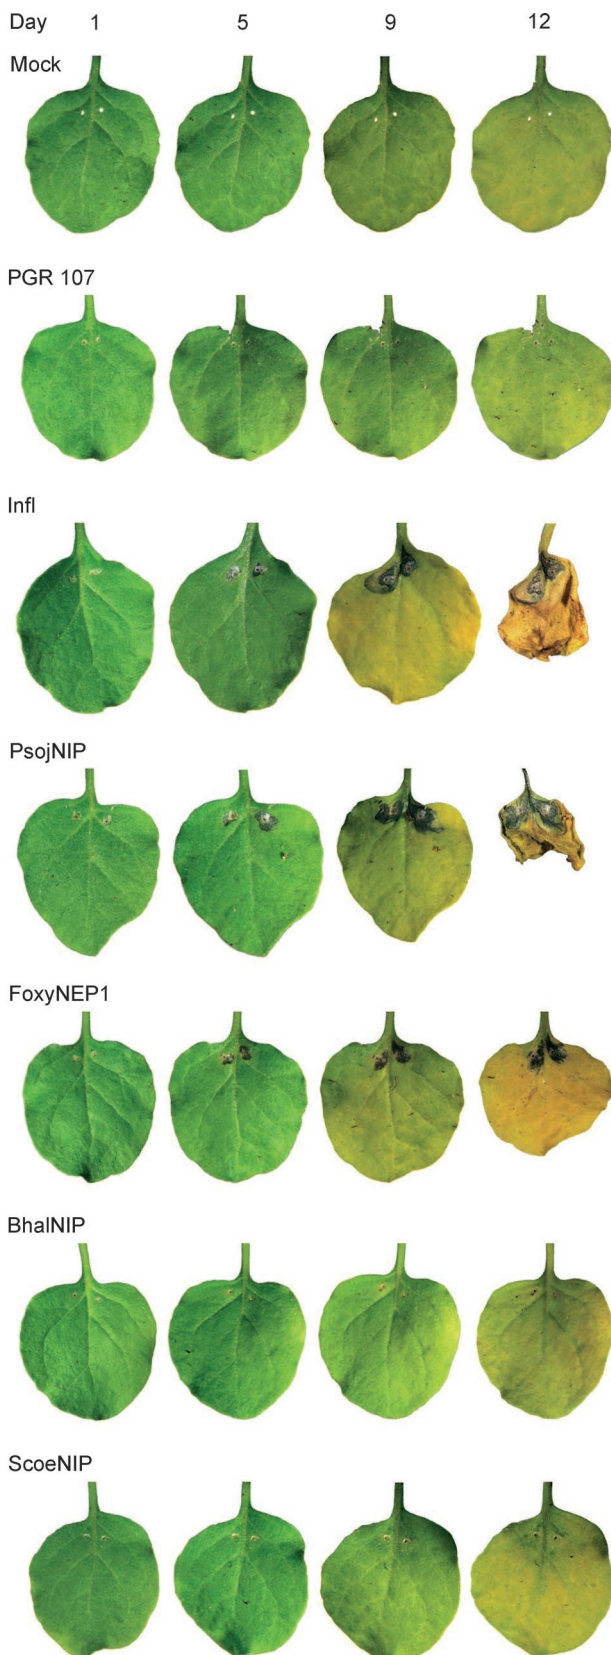 Day 1 5 9 12
Mock
PGR 107
Infl
PsojNIP
FoxyNEP1
BhalNIP
ScoeNIP